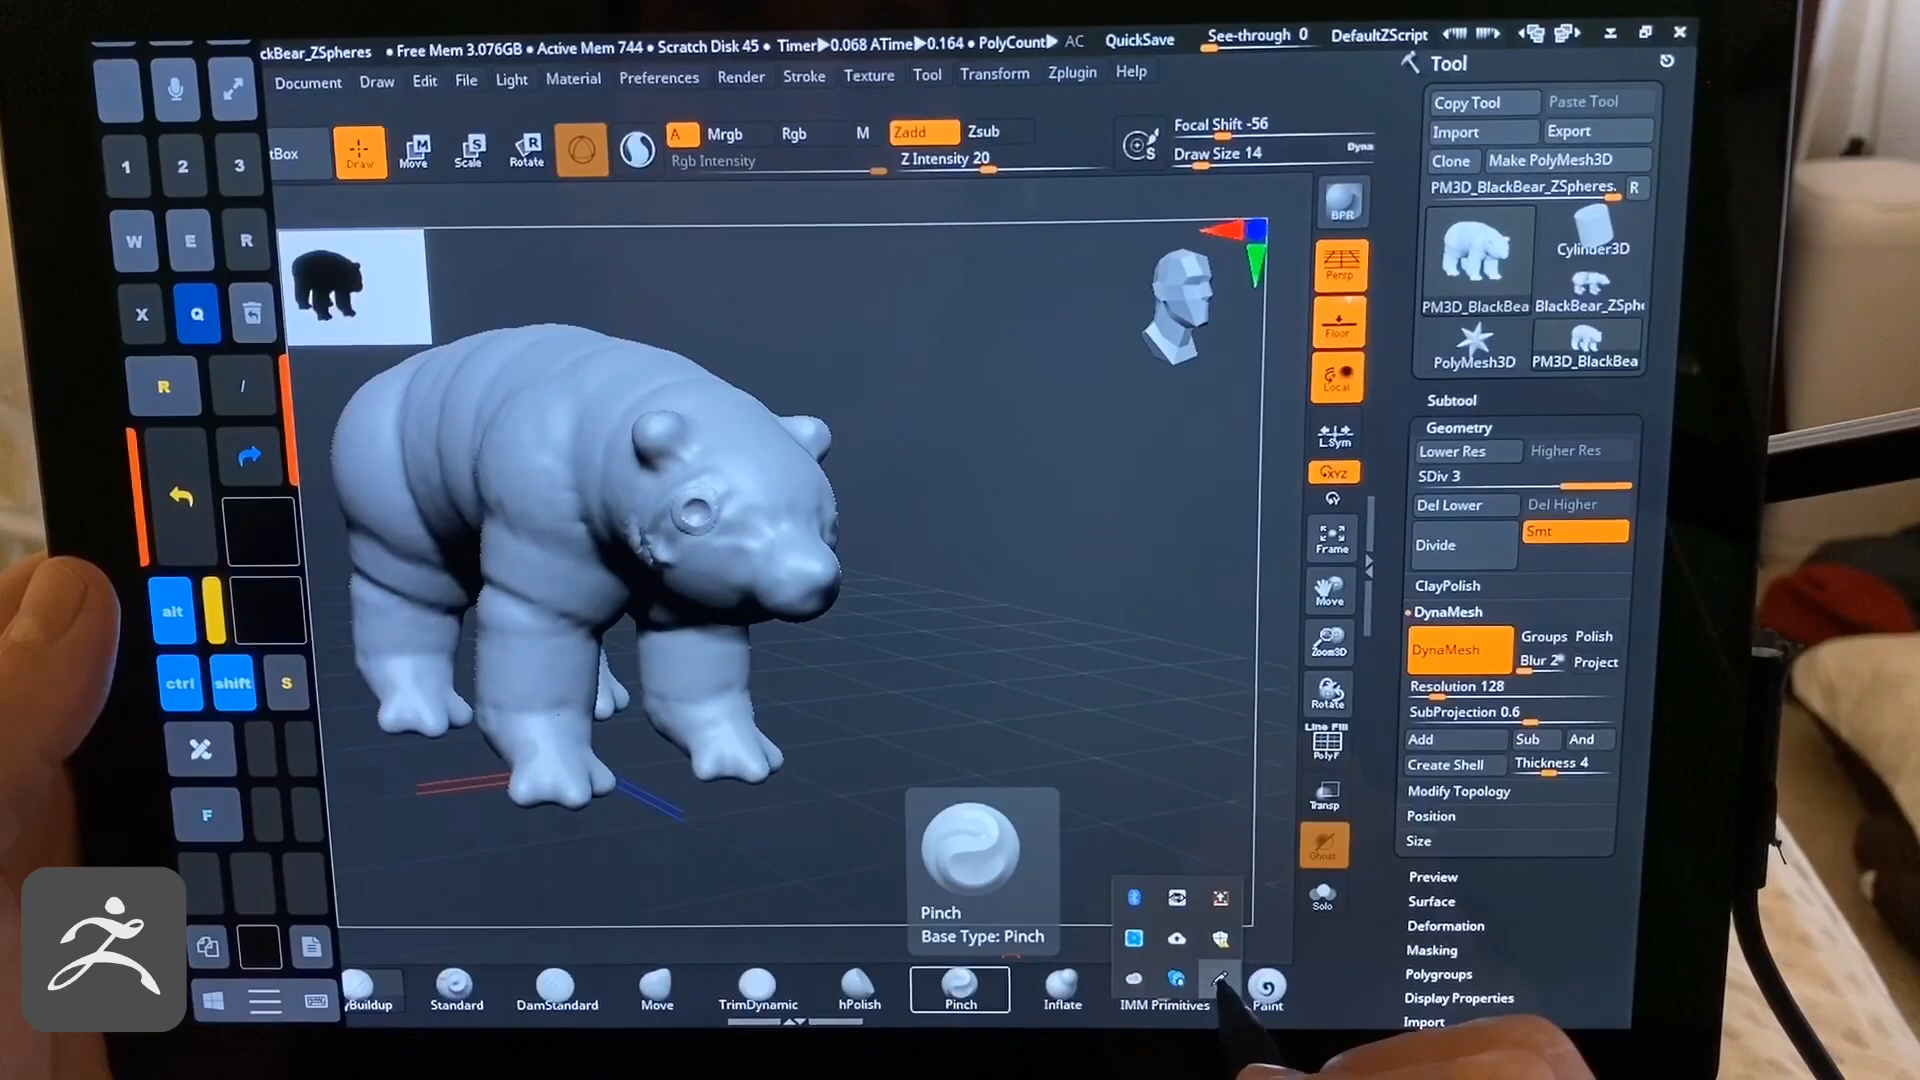 ckBear_ZSpheres • Free Mem 3.076GB • Active Mem 744 • Scratch Disk 45 • Timer▶0.068 ATime▶0.164 • PolyCount▶ AC QuickSave See-through 0 DefaultZScript
Document Draw Edit File Light Material Preferences Render Stroke Texture Tool Transform Zplugin Help
tBox Draw Move Scale Rotate
M S R
A Mrgb Rgb M Zadd Zsub
Rgb Intensity Z Intensity 20
S
Focal Shift -56
Draw Size 14 Dyna
1 2 3
W E R
X Q
R /
alt
ctrl shift S
F
BPR
Persp
Floor
Local
L.Sym
XYZ
Frame
Move
Zoom3D
Rotate
Line Fill
PolyF
Transp
Ghost
Solo
Tool
Copy Tool Paste Tool
Import Export
Clone Make PolyMesh3D
PM3D_BlackBear_ZSpheres. R
Cylinder3D
PM3D_BlackBea BlackBear_ZSphe
PolyMesh3D PM3D_BlackBea
Subtool
Geometry
Lower Res Higher Res
SDiv 3
Del Lower Del Higher
Divide Smt
ClayPolish
DynaMesh
DynaMesh Groups Polish
Blur 2 Project
Resolution 128
SubProjection 0.6
Add Sub And
Create Shell Thickness 4
Modify Topology
Position
Size
Preview
Surface
Deformation
Masking
Polygroups
Display Properties
Import
Pinch
Base Type: Pinch
yBuildup Standard DamStandard Move TrimDynamic hPolish Pinch Inflate IMM Primitives Paint